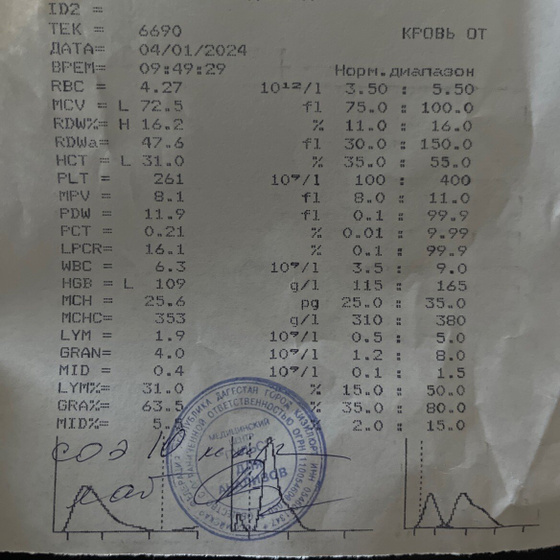 ID2 =
ТЕК = 6690 КРОВЬ ОТ
ДАТА= 04/01/2024
ВРЕМ= 09:49:29 Норм.диапазон
RBC = 4.27 10¹²/l 3.50 : 5.50
MCV = L 72.5 fl 75.0 : 100.0
RDW%= H 16.2 % 11.0 : 16.0
RDWa= 47.6 fl 30.0 : 150.0
HCT = L 31.0 % 35.0 : 55.0
PLT = 261 10⁹/l 100 : 400
MPV = 8.1 fl 8.0 : 11.0
PDW = 11.9 fl 0.1 : 99.9
PCT = 0.21 % 0.01 : 9.99
LPCR= 16.1 % 0.1 : 99.9
WBC = 6.3 10⁹/l 3.5 : 9.0
HGB = L 109 g/l 115 : 165
MCH = 25.6 pg 25.0 : 35.0
MCHC= 353 g/l 310 : 380
LYM = 1.9 10⁹/l 0.5 : 5.0
GRAN= 4.0 10⁹/l 1.2 : 8.0
MID = 0.4 10⁹/l 0.1 : 1.5
LYM%= 31.0 % 15.0 : 50.0
GRA%= 63.5 % 35.0 : 80.0
MID%= % 2.0 : 15.0
соэ 10
МЕДИЦИНСКИЙ